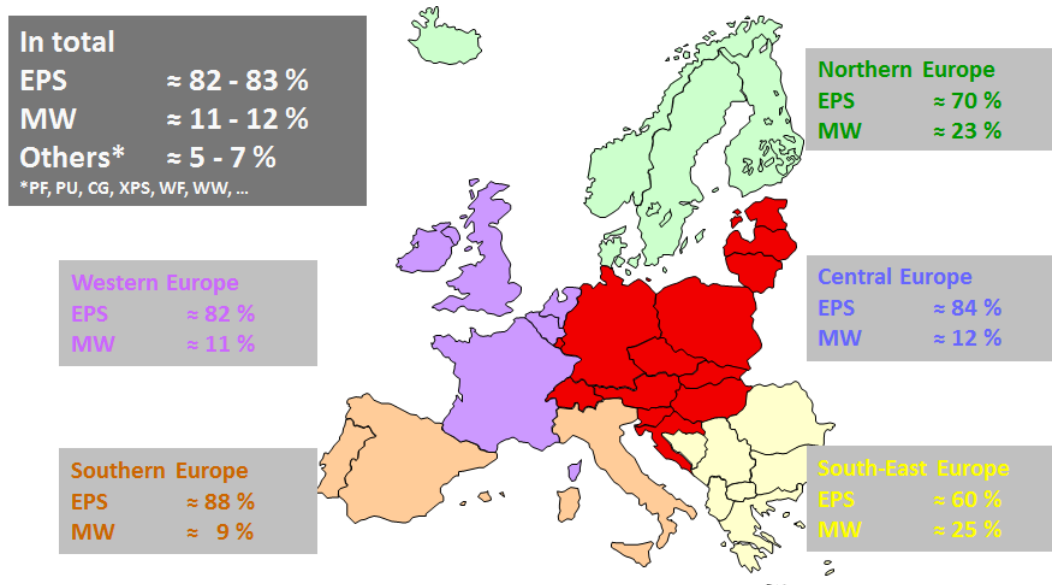 In total
EPS ≈ 82 - 83 %
MW ≈ 11 - 12 %
Others* ≈ 5 - 7 %
*PF, PU, CG, XPS, WF, WW, ...
Northern Europe
EPS ≈ 70 %
MW ≈ 23 %
Western Europe
EPS ≈ 82 %
MW ≈ 11 %
Central Europe
EPS ≈ 84 %
MW ≈ 12 %
Southern Europe
EPS ≈ 88 %
MW ≈ 9 %
South-East Europe
EPS ≈ 60 %
MW ≈ 25 %